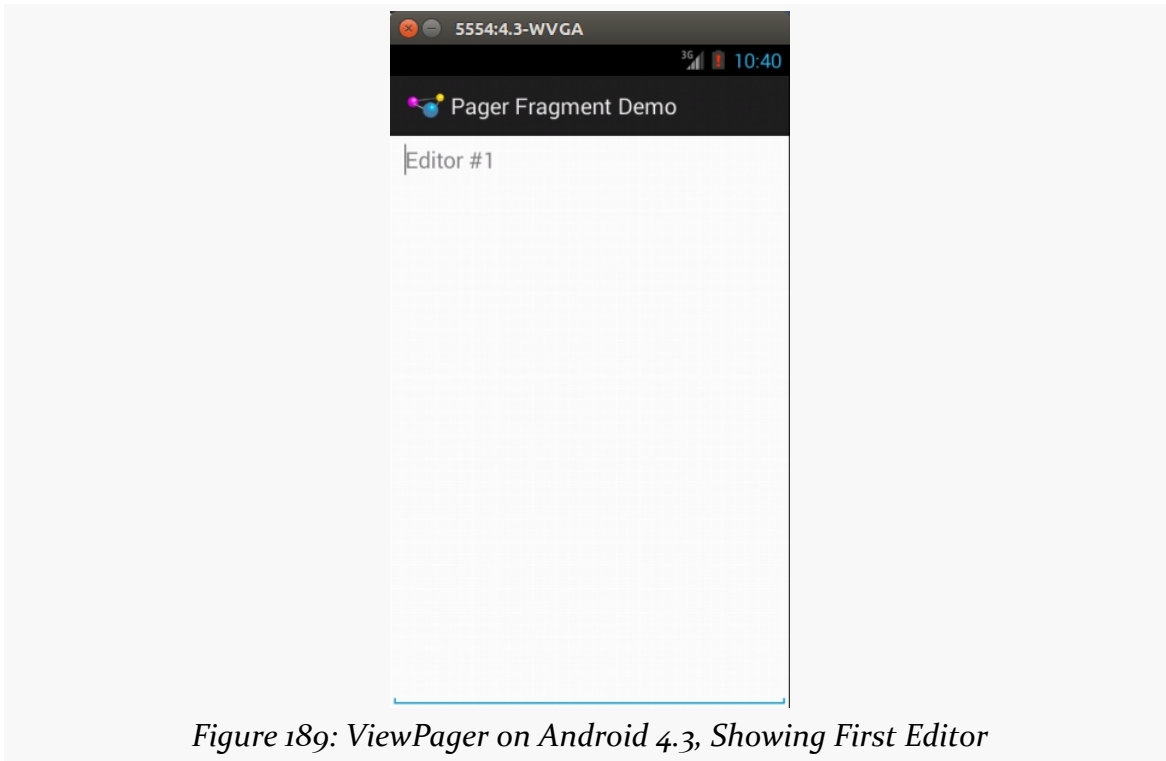 5554:4.3-WVGA
3G 10:40
Pager Fragment Demo
Editor #1
Figure 189: ViewPager on Android 4.3, Showing First Editor